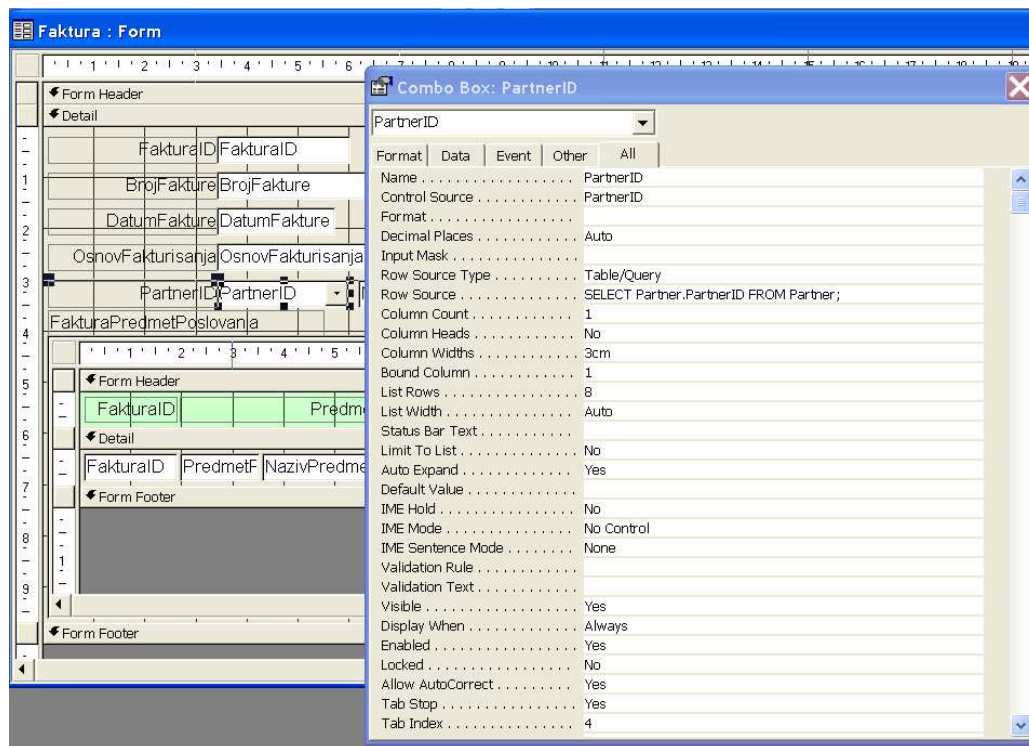 Faktura : Form
Form Header
Detail
FakturaID FakturaID
BrojFakture BrojFakture
DatumFakture DatumFakture
OsnovFakturisanja OsnovFakturisanja
PartnerID PartnerID
FakturaPredmetPoslovanja
1 2 3 4 5
Form Header
FakturaID Predme
Detail
FakturaID PredmetF NazivPredme
Form Footer
Form Footer
Combo Box: PartnerID
PartnerID
Format Data Event Other All
Name PartnerID
Control Source PartnerID
Format
Decimal Places Auto
Input Mask
Row Source Type Table/Query
Row Source SELECT Partner.PartnerID FROM Partner;
Column Count 1
Column Heads No
Column Widths 3cm
Bound Column 1
List Rows 8
List Width Auto
Status Bar Text
Limit To List No
Auto Expand Yes
Default Value
IME Hold No
IME Mode No Control
IME Sentence Mode None
Validation Rule
Validation Text
Visible Yes
Display When Always
Enabled Yes
Locked No
Allow AutoCorrect Yes
Tab Stop Yes
Tab Index 4